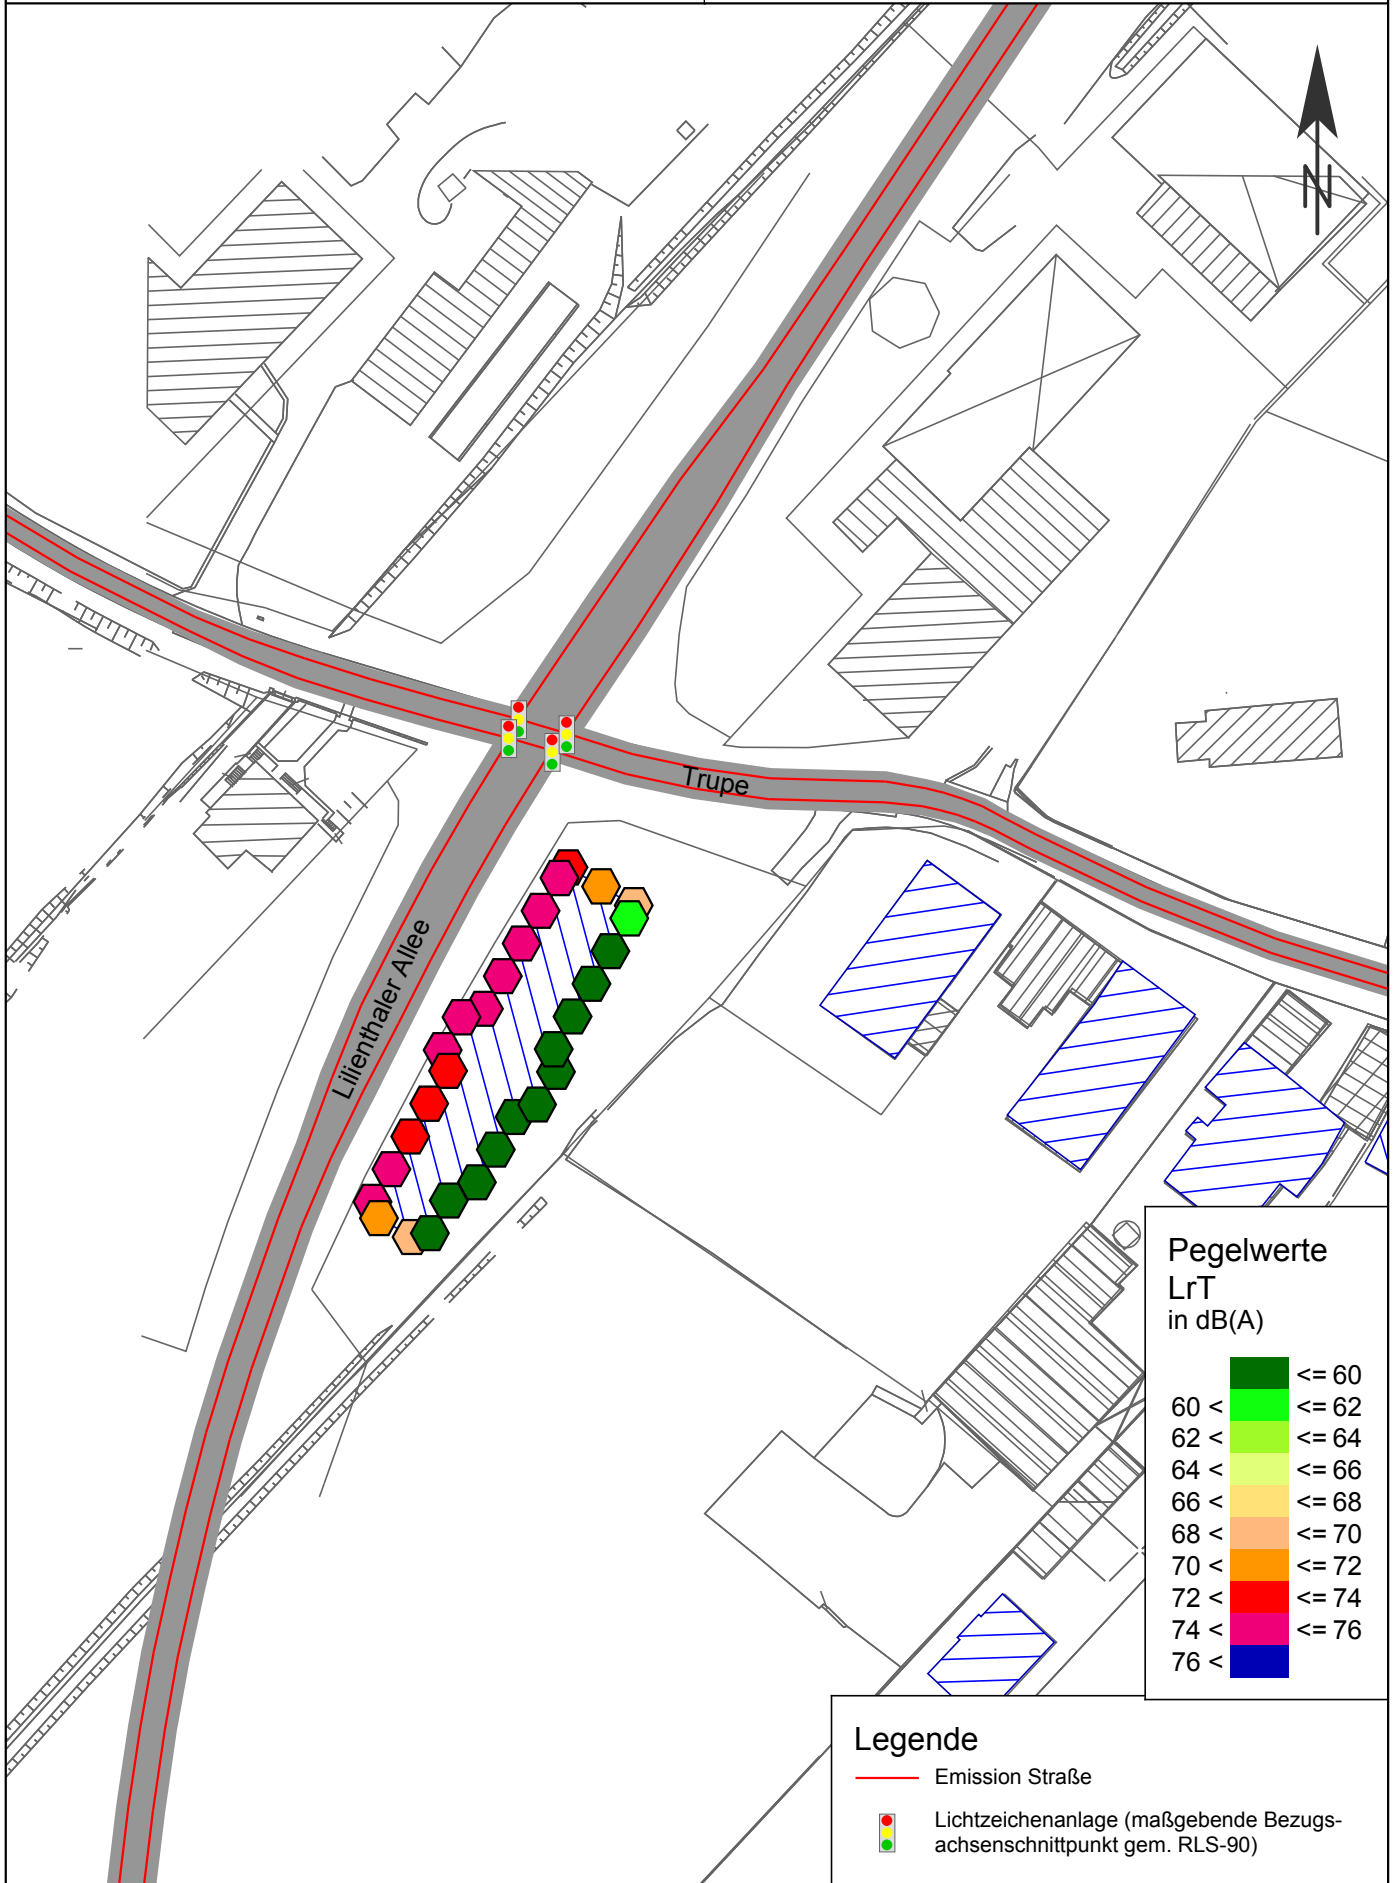 N
Trupe
Lilienthaler Allee
Pegelwerte
LrT
in dB(A)
<= 60
60 < <= 62
62 < <= 64
64 < <= 66
66 < <= 68
68 < <= 70
70 < <= 72
72 < <= 74
74 < <= 76
76 <
Legende
Emission Straße
Lichtzeichenanlage (maßgebende Bezugs-
achsenschnittpunkt gem. RLS-90)